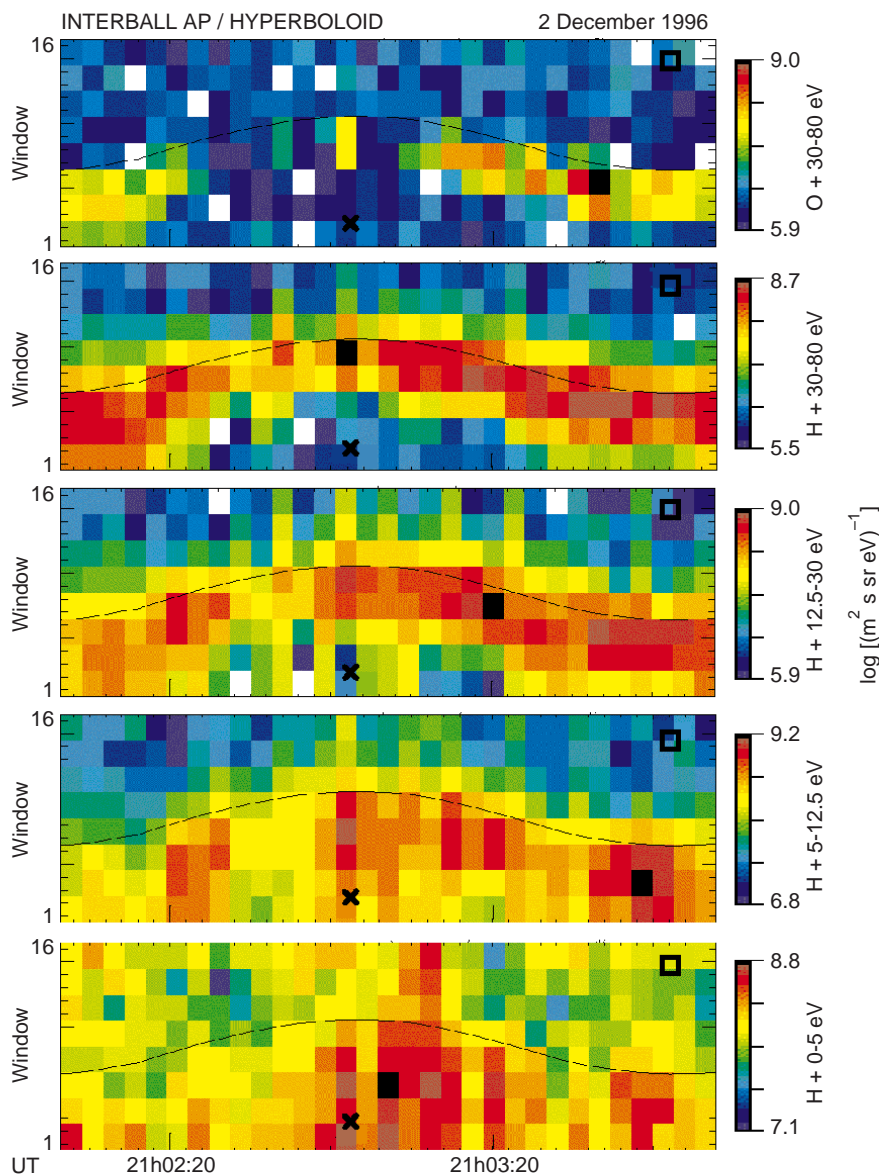 INTERBALL AP / HYPERBOLOID 2 December 1996
16
Window
1
9.0
5.9
O + 30-80 eV
16
Window
1
8.7
5.5
H + 30-80 eV
16
Window
1
9.0
5.9
H + 12.5-30 eV
log [(m² s sr eV)⁻¹]
16
Window
1
9.2
6.8
H + 5-12.5 eV
16
Window
1
8.8
7.1
H + 0-5 eV
UT 21h02:20 21h03:20